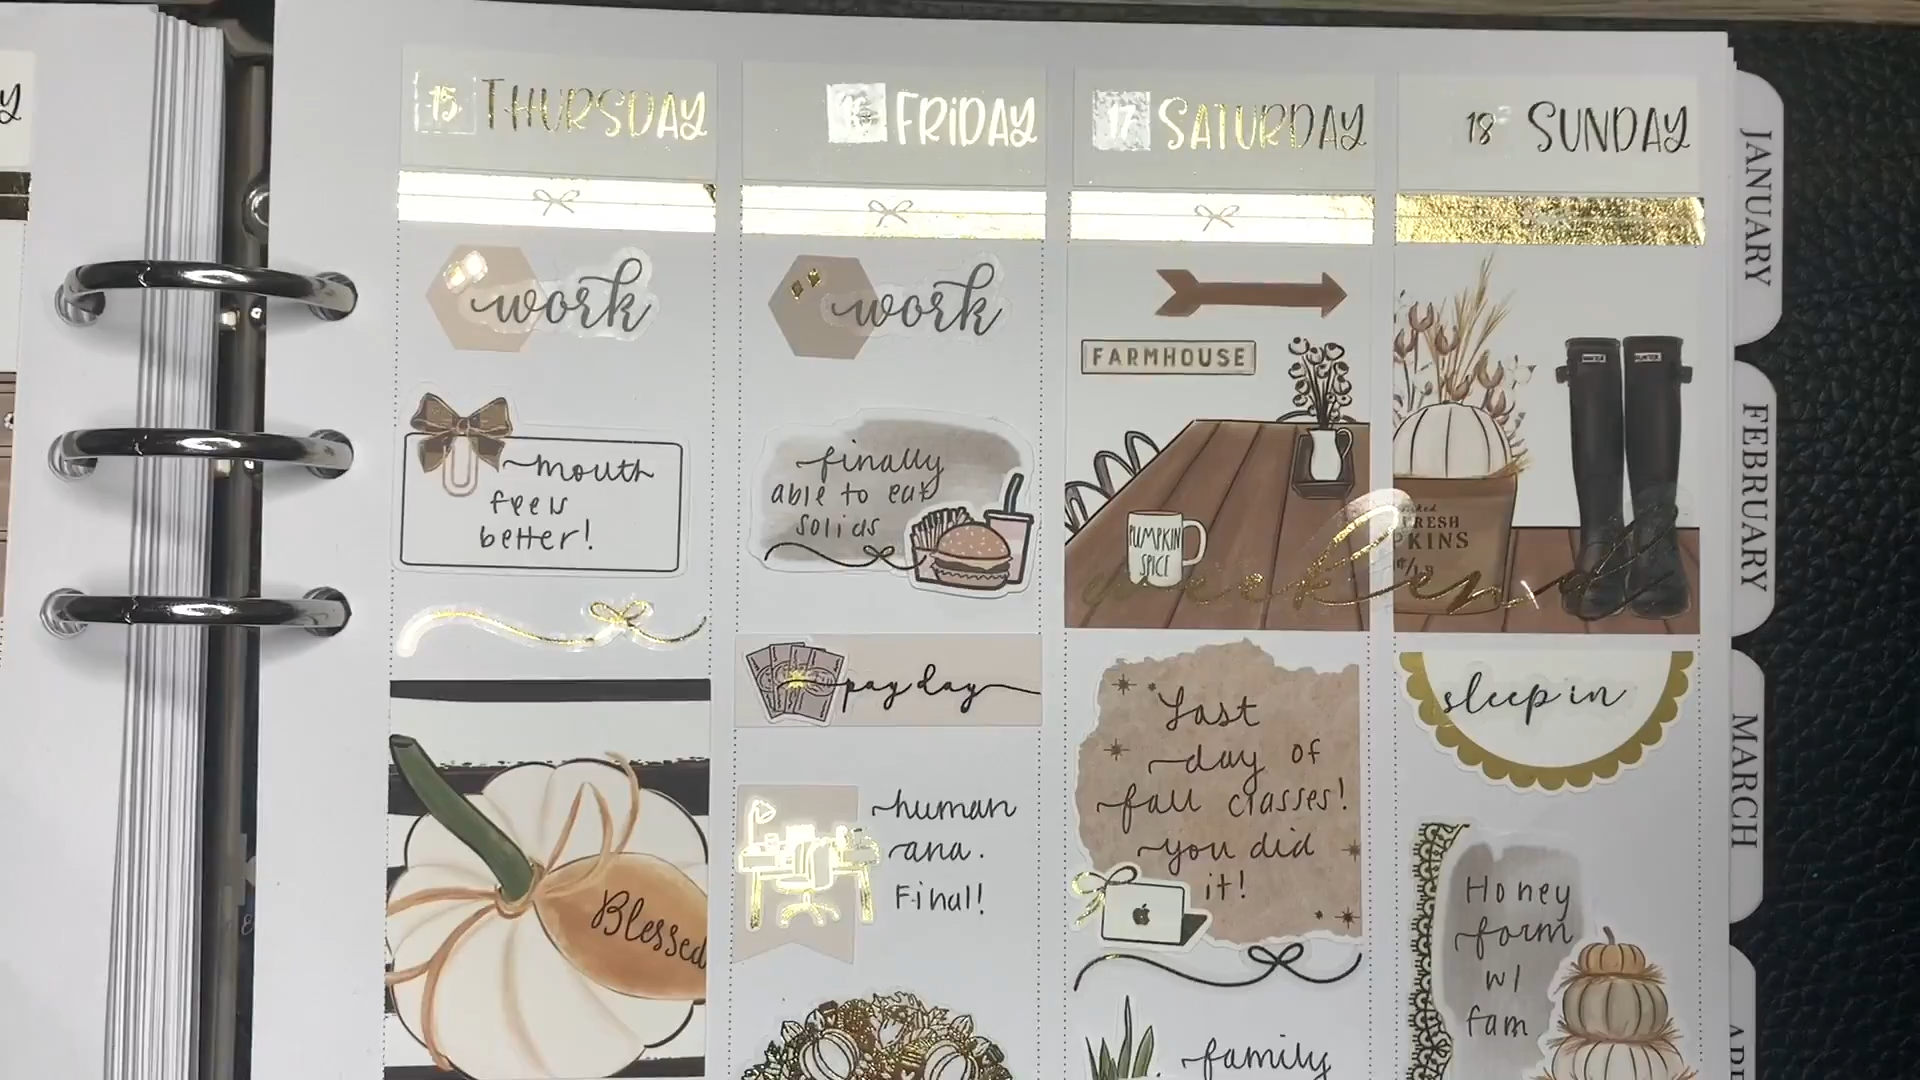 15 THURSDAY
work
mouth
feels
better!
Blessed
16 FRIDAY
work
finally
able to eat
solids
pay day
human
ana.
Final!
17 SATURDAY
FARMHOUSE
PUMPKIN
SPICE
weekend
Last
day of
fall classes!
you did
it!
family
18 SUNDAY
FRESH
PKINS
sleep in
Honey
form
w/
fam
JANUARY
FEBRUARY
MARCH